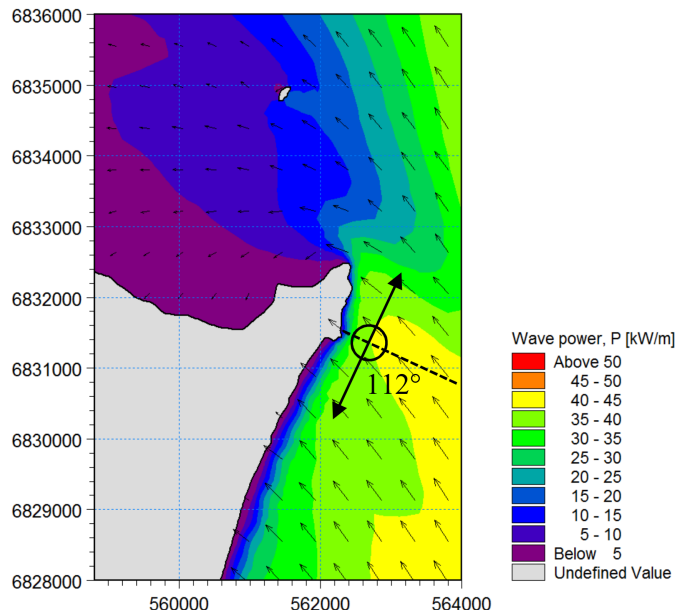 6836000
6835000
6834000
6833000
6832000
6831000
6830000
6829000
6828000
560000
562000
564000
112°
Wave power, P [kW/m]
Above 50
45 - 50
40 - 45
35 - 40
30 - 35
25 - 30
20 - 25
15 - 20
10 - 15
5 - 10
Below 5
Undefined Value